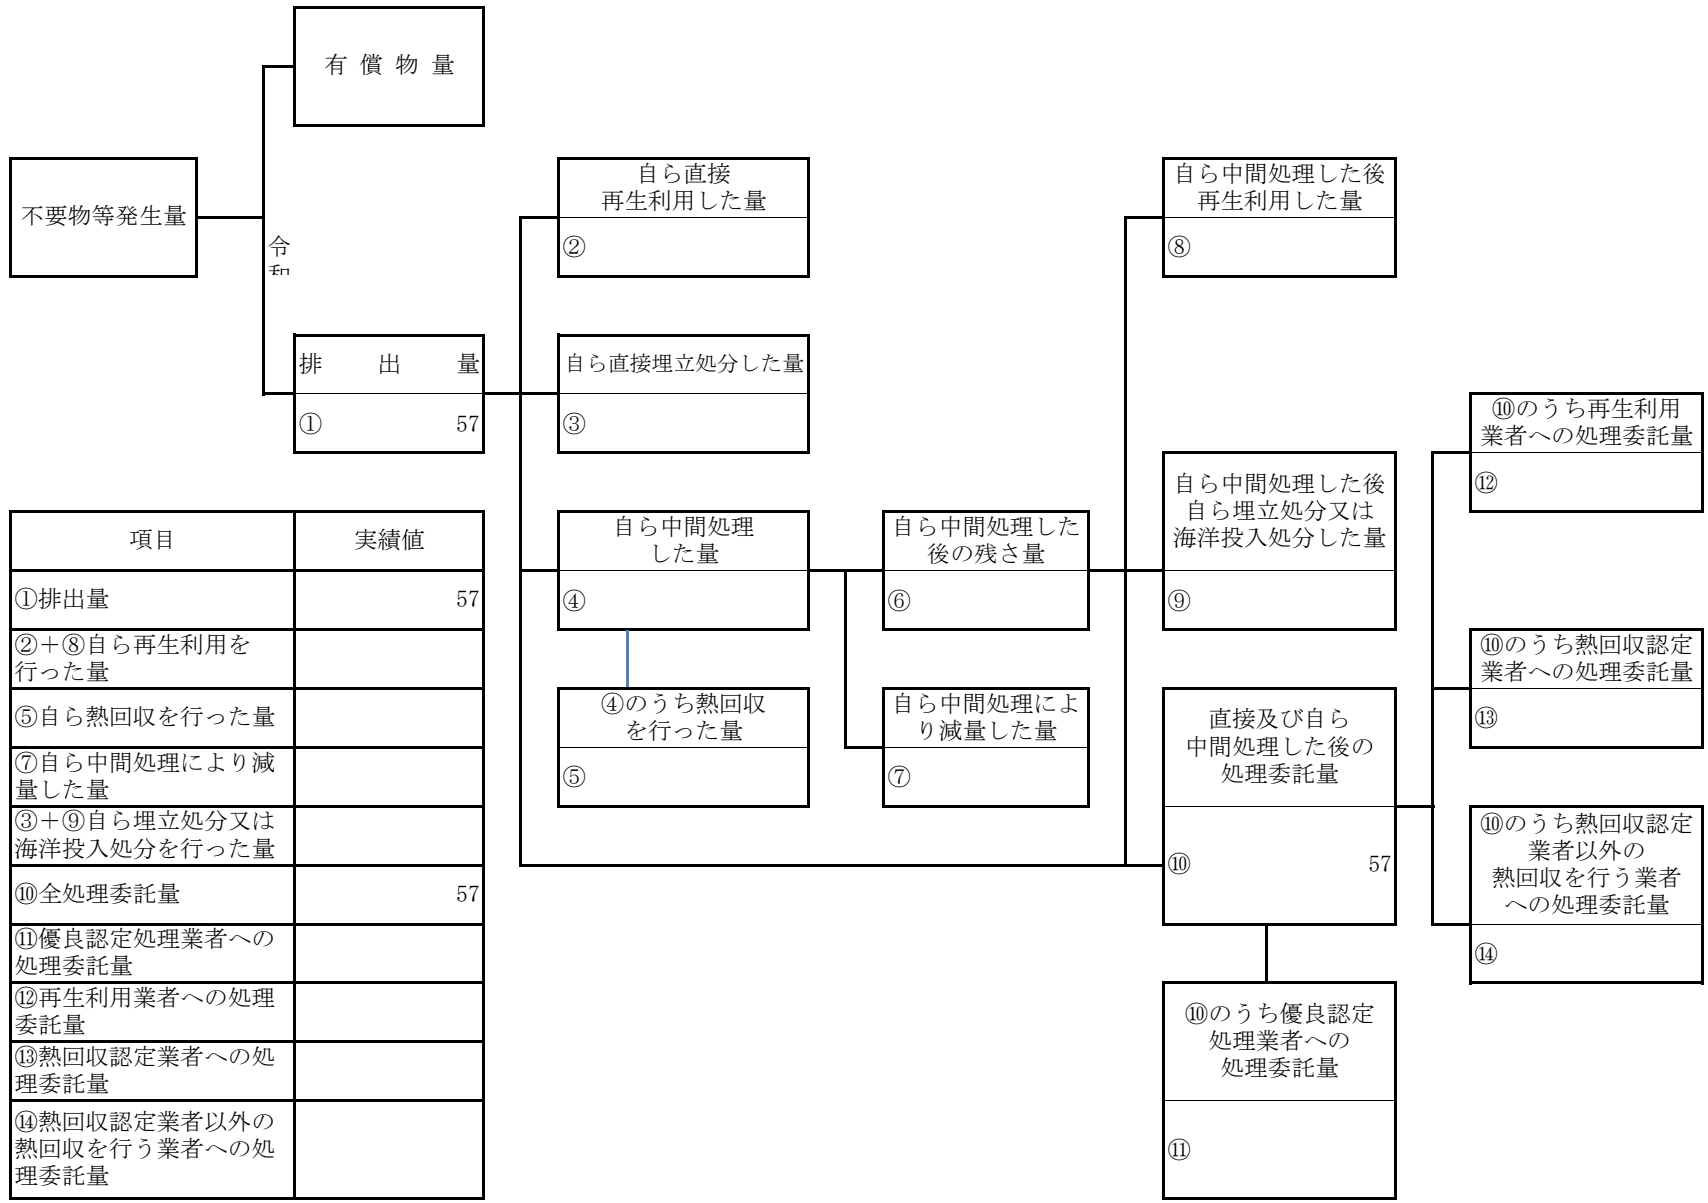 有償物量
不要物等発生量
令
和
自ら直接
再生利用した量
②
自ら中間処理した後
再生利用した量
⑧
排出量
① 57
自ら直接埋立処分した量
③
⑩のうち再生利用
業者への処理委託量
⑫
自ら中間処理した後
自ら埋立処分又は
海洋投入処分した量
⑨
自ら中間処理
した量
④
自ら中間処理した
後の残さ量
⑥
⑩のうち熱回収認定
業者への処理委託量
⑬
④のうち熱回収
を行った量
⑤
自ら中間処理によ
り減量した量
⑦
直接及び自ら
中間処理した後の
処理委託量
⑩ 57
⑩のうち熱回収認定
業者以外の
熱回収を行う業者
への処理委託量
⑭
⑩のうち優良認定
処理業者への
処理委託量
⑪
項目 実績値
①排出量 57
②＋⑧自ら再生利用を
行った量
⑤自ら熱回収を行った量
⑦自ら中間処理により減
量した量
③＋⑨自ら埋立処分又は
海洋投入処分を行った量
⑩全処理委託量 57
⑪優良認定処理業者への
処理委託量
⑫再生利用業者への処理
委託量
⑬熱回収認定業者への処
理委託量
⑭熱回収認定業者以外の
熱回収を行う業者への処
理委託量